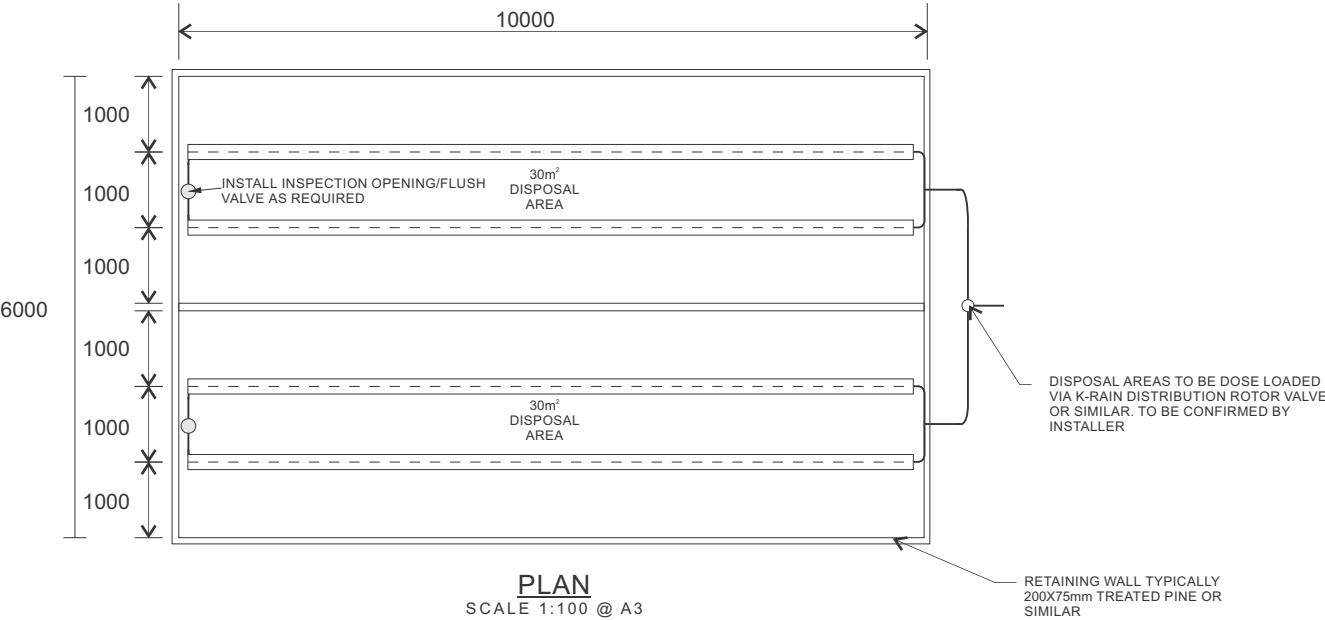 10000
1000
30m²
INSTALL INSPECTION OPENING/FLUSH
VALVE AS REQUIRED
DISPOSAL
AREA
1000
1000
6000
1000
DISPOSAL AREAS TO BE DOSE LOADED
VIA K-RAIN DISTRIBUTION ROTOR VALVE
OR SIMILAR. TO BE CONFIRMED BY
INSTALLER
30m²
DISPOSAL
AREA
1000
1000
PLAN
SCALE 1:100 @ A3
RETAINING WALL TYPICALLY
200X75mm TREATED PINE OR
SIMILAR